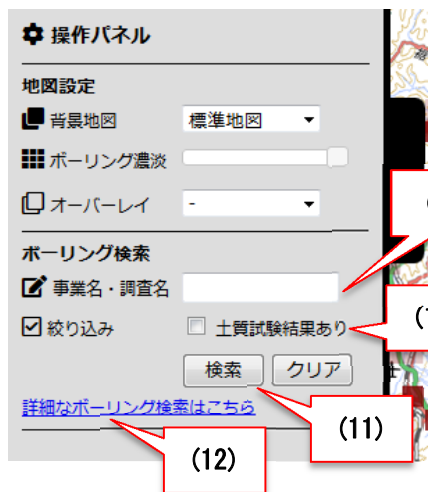 操作パネル
地図設定
背景地図 標準地図
ボーリング濃淡
オーバーレイ -
ボーリング検索
事業名・調査名
絞り込み 土質試験結果あり
検索 クリア
詳細なボーリング検索はこちら
(11)
(12)